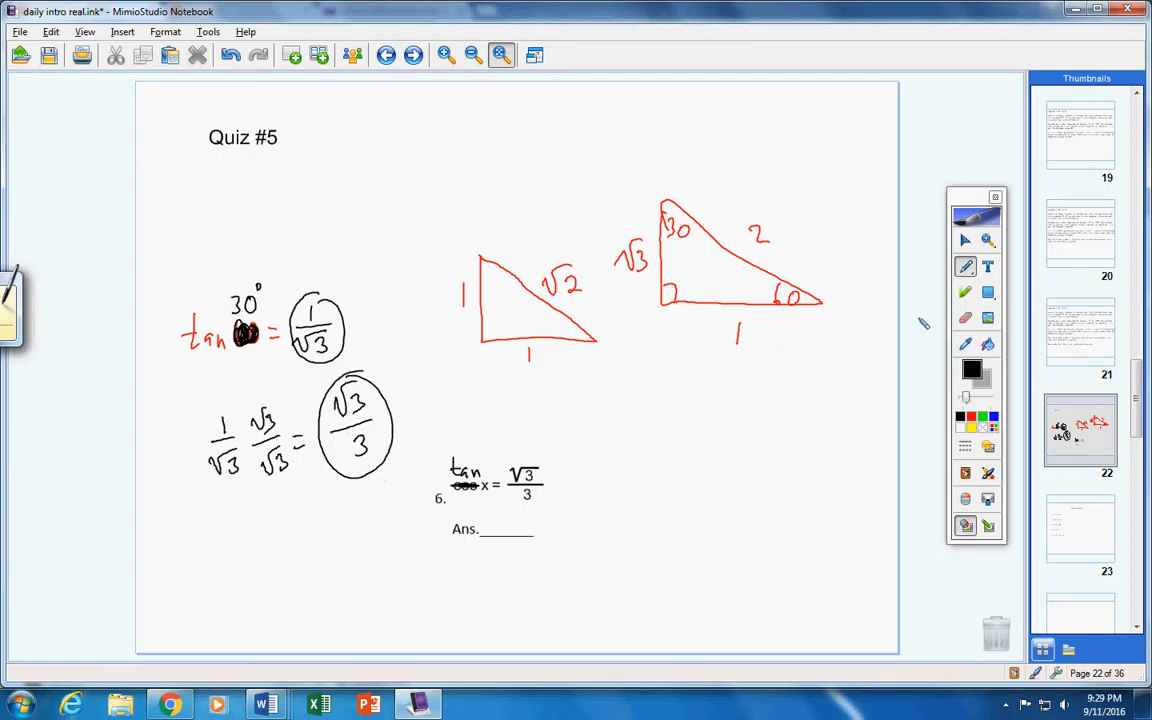 daily intro real.ink* - MimioStudio Notebook
File Edit View Insert Format Tools Help
Thumbnails
Quiz #5
30°
tan = 1/√3
1/√3 √3/√3 = √3/3
1
√2
1
30
2
√3
60
1
tan
x = √3/3
6.
Ans.______
19
20
21
22
23
Page 22 of 36
9:29 PM
9/11/2016